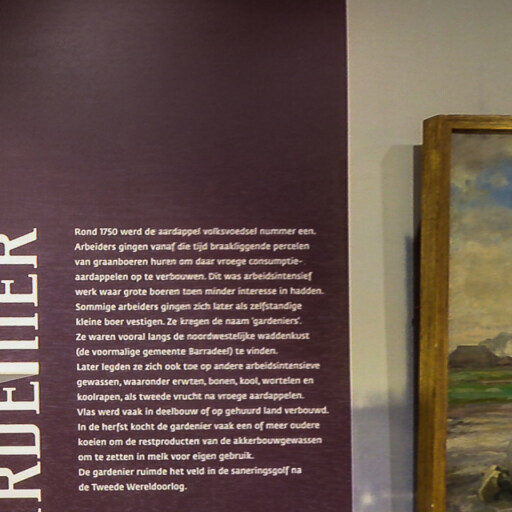 RDENIER
Rond 1750 werd de aardappel volksvoedsel nummer een.
Arbeiders gingen vanaf die tijd braakliggende percelen
van graanboeren huren om daar vroege consumptie-
aardappelen op te verbouwen. Dit was arbeidsintensief
werk waar grote boeren toen minder interesse in hadden.
Sommige arbeiders gingen zich later als zelfstandige
kleine boer vestigen. Ze kregen de naam 'gardeniers'.
Ze waren vooral langs de noordwestelijke waddenkust
(de voormalige gemeente Barradeel) te vinden.
Later legden ze zich ook toe op andere arbeidsintensieve
gewassen, waaronder erwten, bonen, kool, wortelen en
koolrapen, als tweede vrucht na vroege aardappelen.
Vlas werd vaak in deelbouw of op gehuurd land verbouwd.
In de herfst kocht de gardenier vaak een of meer oudere
koeien om de restproducten van de akkerbouwgewassen
om te zetten in melk voor eigen gebruik.
De gardenier ruimde het veld in de saneringsgolf na
de Tweede Wereldoorlog.